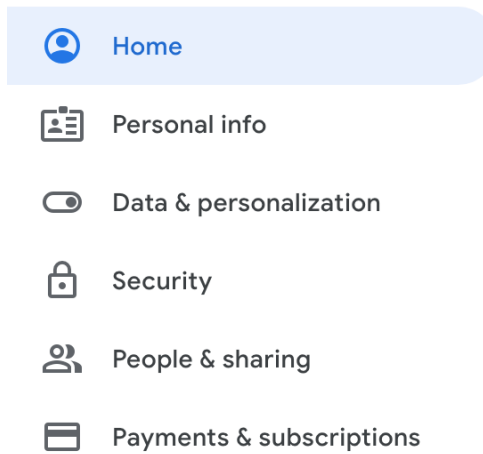 Home
Personal info
Data & personalization
Security
People & sharing
Payments & subscriptions